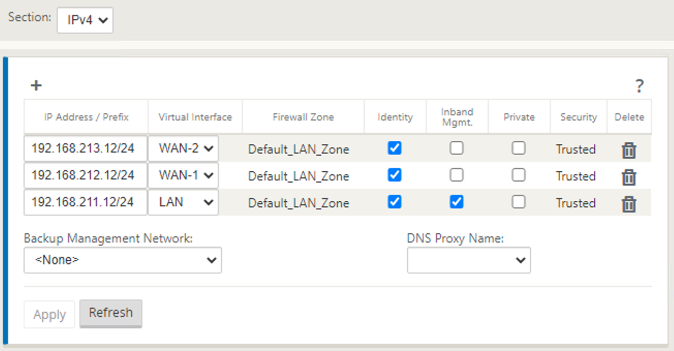 Section: IPv4
+ ?
IP Address / Prefix Virtual Interface Firewall Zone Identity Inband Mgmt. Private Security Delete
192.168.213.12/24 WAN-2 Default_LAN_Zone Trusted
192.168.212.12/24 WAN-1 Default_LAN_Zone Trusted
192.168.211.12/24 LAN Default_LAN_Zone Trusted
Backup Management Network: DNS Proxy Name:
<None>
Apply Refresh